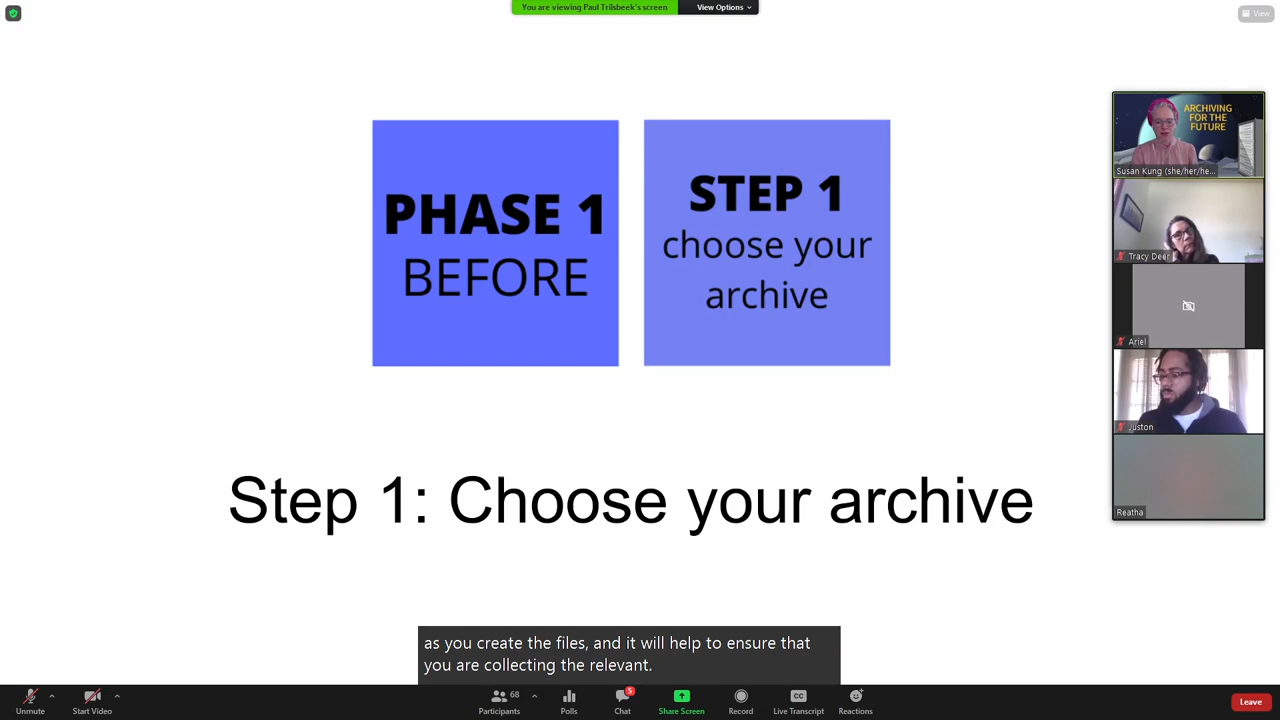 You are viewing Paul Trilsbeek's screen
View Options
View
PHASE 1
BEFORE
STEP 1
choose your
archive
ARCHIVING
FOR THE
FUTURE
Susan Kung (she/her/he...
Tracy Deer
Ariel
Juston
Reatha
Step 1: Choose your archive
as you create the files, and it will help to ensure that
you are collecting the relevant.
Unmute
Start Video
68
Participants
Polls
5
Chat
Share Screen
Record
CC
Live Transcript
Reactions
Leave